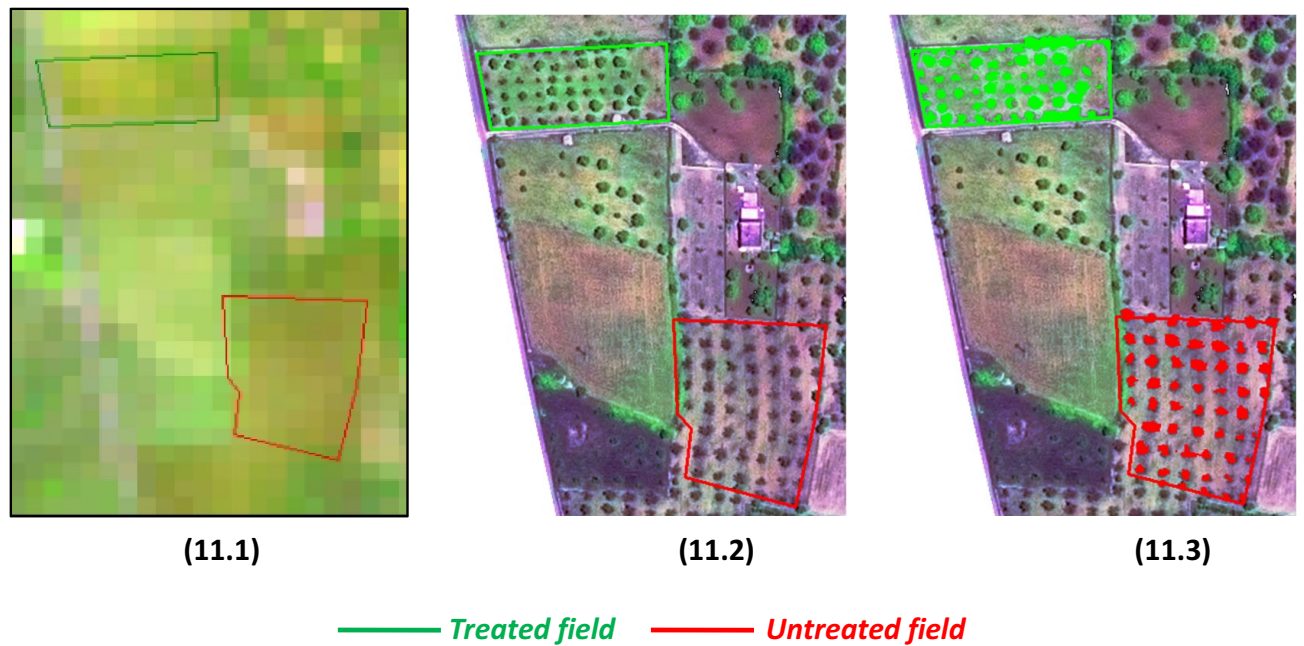 (11.1)
(11.2)
(11.3)
Treated field
Untreated field